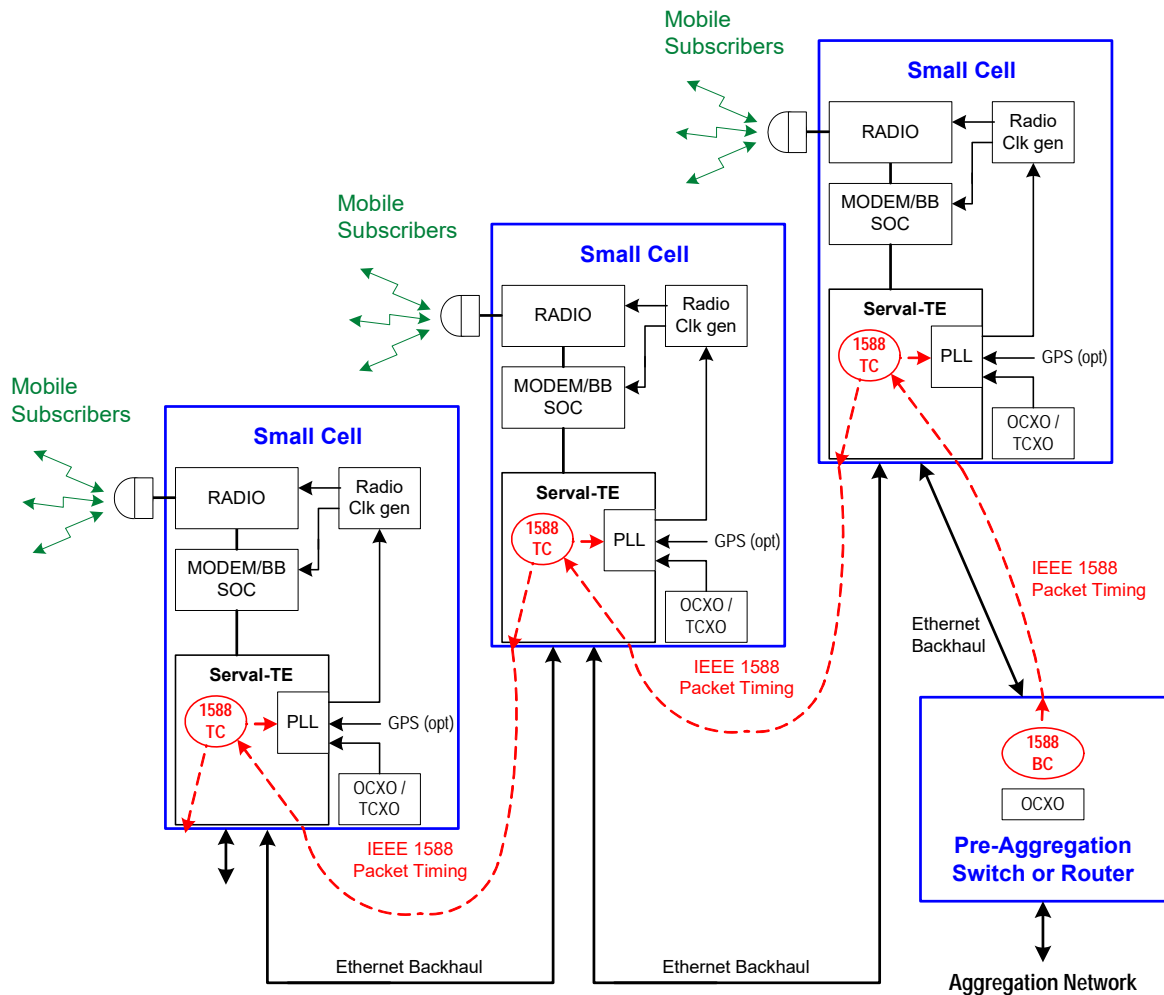 Mobile
Subscribers
Small Cell
RADIO
Radio
Clk gen
MODEM/BB
SOC
Serval-TE
1588
TC
PLL
GPS (opt)
OCXO /
TCXO
Mobile
Subscribers
Small Cell
RADIO
Radio
Clk gen
MODEM/BB
SOC
Serval-TE
1588
TC
PLL
GPS (opt)
OCXO /
TCXO
IEEE 1588
Packet Timing
Mobile
Subscribers
Small Cell
RADIO
Radio
Clk gen
MODEM/BB
SOC
Serval-TE
1588
TC
PLL
GPS (opt)
OCXO /
TCXO
IEEE 1588
Packet Timing
IEEE 1588
Packet Timing
Ethernet
Backhaul
1588
BC
OCXO
Pre-Aggregation
Switch or Router
Ethernet Backhaul
Ethernet Backhaul
Aggregation Network